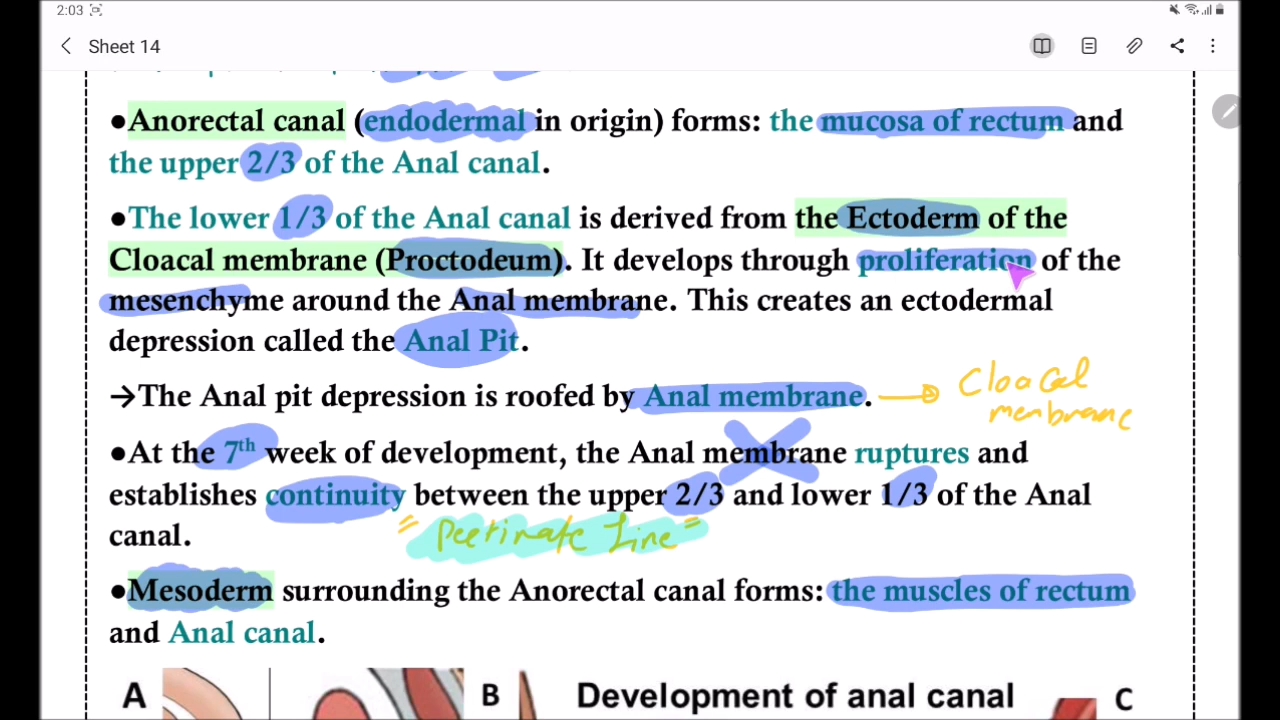 2:03
Sheet 14
●Anorectal canal (endodermal in origin) forms: the mucosa of rectum and
the upper 2/3 of the Anal canal.
●The lower 1/3 of the Anal canal is derived from the Ectoderm of the
Cloacal membrane (Proctodeum). It develops through proliferation of the
mesenchyme around the Anal membrane. This creates an ectodermal
depression called the Anal Pit.
→The Anal pit depression is roofed by Anal membrane. → Cloacal
membrane
●At the 7th week of development, the Anal membrane ruptures and
establishes continuity between the upper 2/3 and lower 1/3 of the Anal
canal. "Pectinate Line"
●Mesoderm surrounding the Anorectal canal forms: the muscles of rectum
and Anal canal.
A B Development of anal canal C